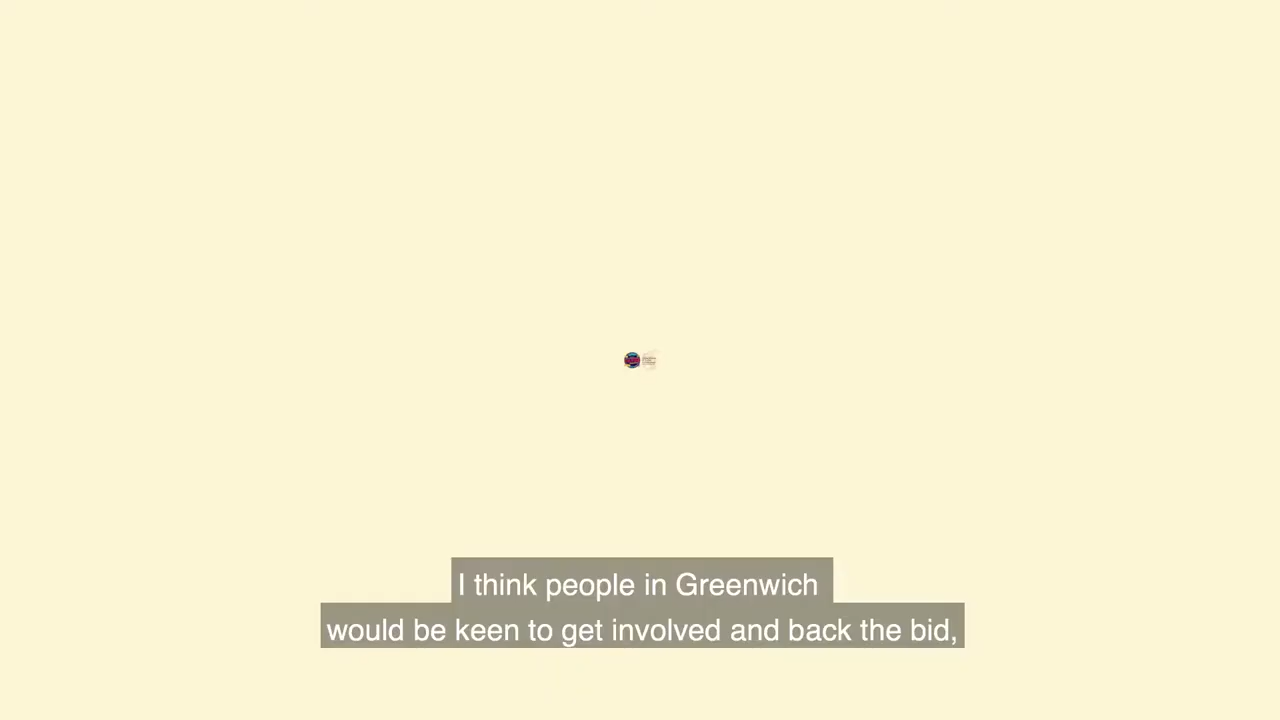 I think people in Greenwich
would be keen to get involved and back the bid,